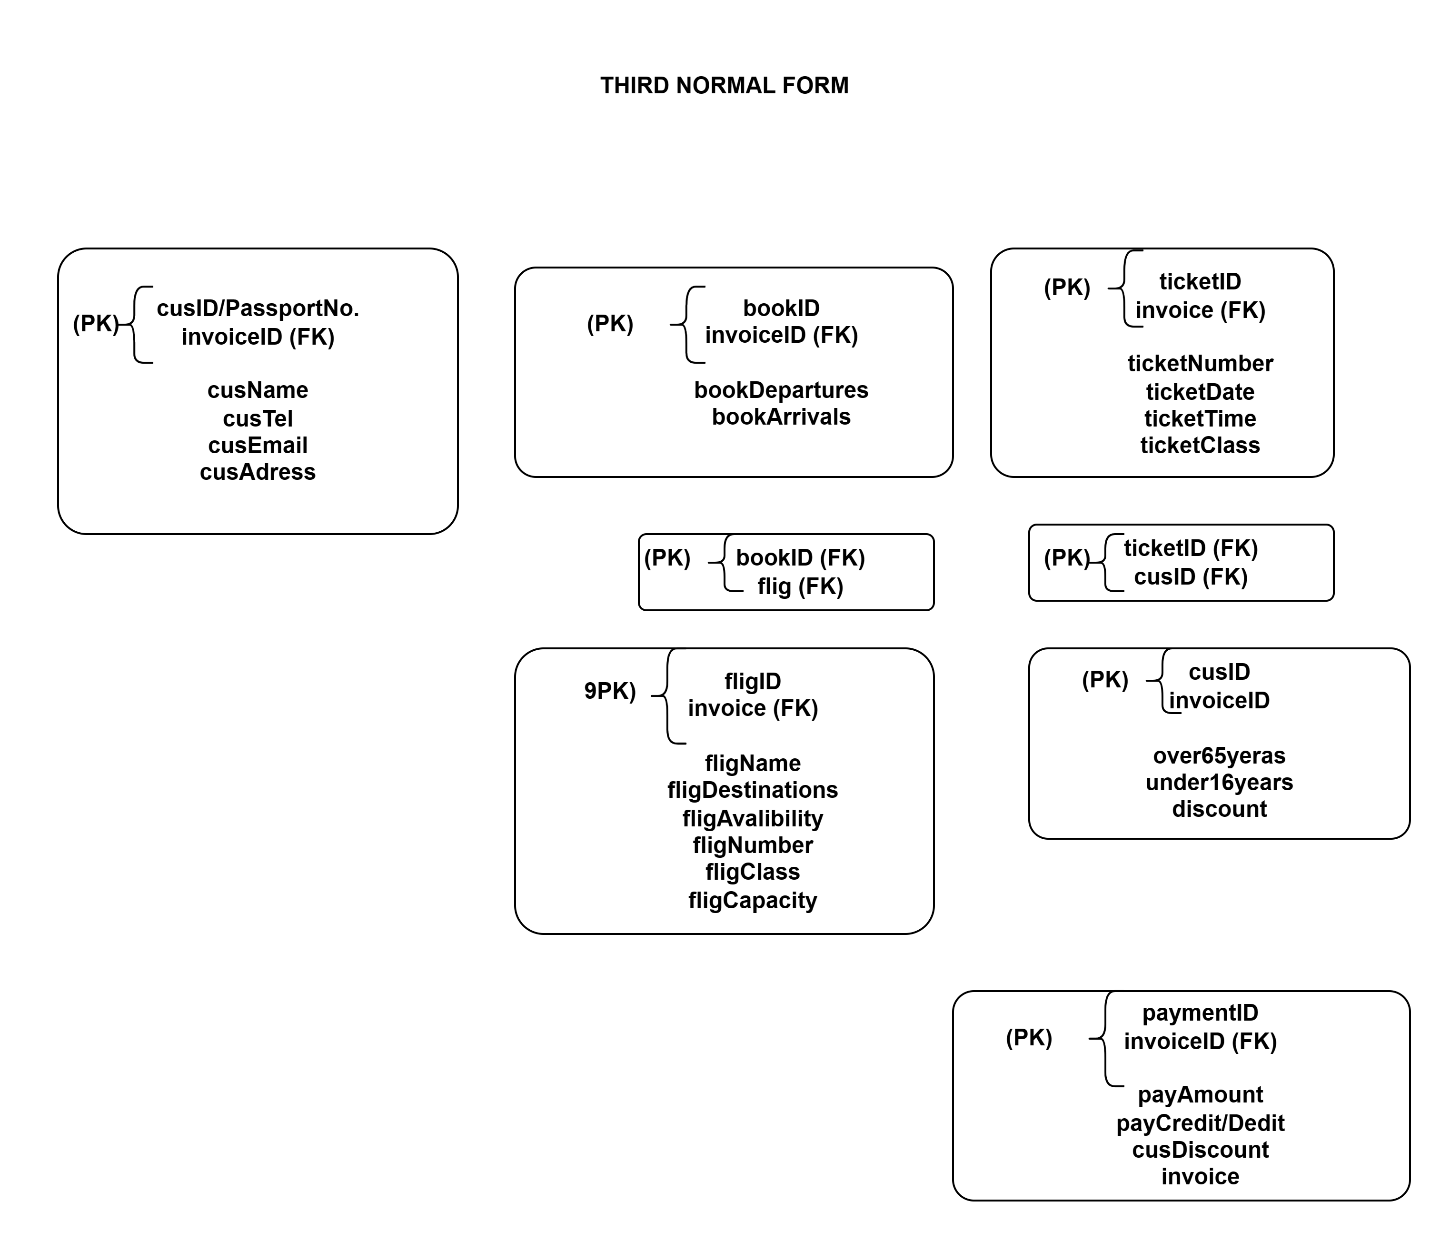 THIRD NORMAL FORM
(PK)
cusID/PassportNo.
invoiceID (FK)
cusName
cusTel
cusEmail
cusAdress
(PK)
bookID
invoiceID (FK)
bookDepartures
bookArrivals
(PK)
ticketID
invoice (FK)
ticketNumber
ticketDate
ticketTime
ticketClass
(PK)
bookID (FK)
flig (FK)
(PK)
ticketID (FK)
cusID (FK)
9PK)
fligID
invoice (FK)
fligName
fligDestinations
fligAvalibility
fligNumber
fligClass
fligCapacity
(PK)
cusID
invoiceID
over65yeras
under16years
discount
(PK)
paymentID
invoiceID (FK)
payAmount
payCredit/Dedit
cusDiscount
invoice